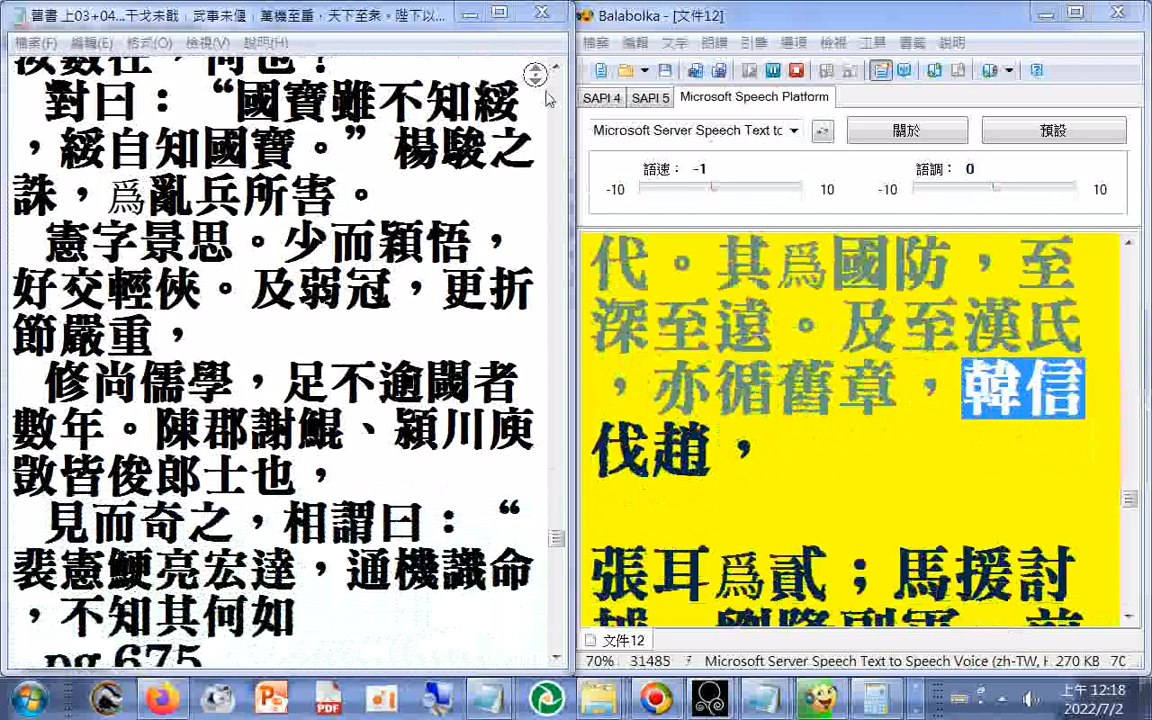 晉書 上03+04...干戈未戢，武事未偃，萬機至重，天下至眾。陛下以...
檔案(F) 編輯(E) 格式(O) 檢視(V) 說明(H)
對曰：“國寶雖不知綏
，綏自知國寶。”楊駿之
誅，爲亂兵所害。
憲字景思。少而穎悟，
好交輕俠。及弱冠，更折
節嚴重，
修尚儒學，足不逾閾者
數年。陳郡謝鯤、潁川庾
敳皆俊郎士也，
見而奇之，相謂曰：“
裴憲鯁亮宏達，通機識命
，不知其何如
pg 675
Balabolka - [文件12]
檔案 編輯 文字 朗讀 引擎 選項 檢視 工具 書籤 說明
SAPI 4 SAPI 5 Microsoft Speech Platform
Microsoft Server Speech Text to
關於 預設
語速： -1 語調： 0
-10 10 -10 10
代。其爲國防，至
深至遠。及至漢氏
，亦循舊章，韓信
伐趙，
張耳爲貳；馬援討
文件12
70% 31485 Microsoft Server Speech Text to Speech Voice (zh-TW, 270 KB
PDF
上午 12:18
2022/7/2